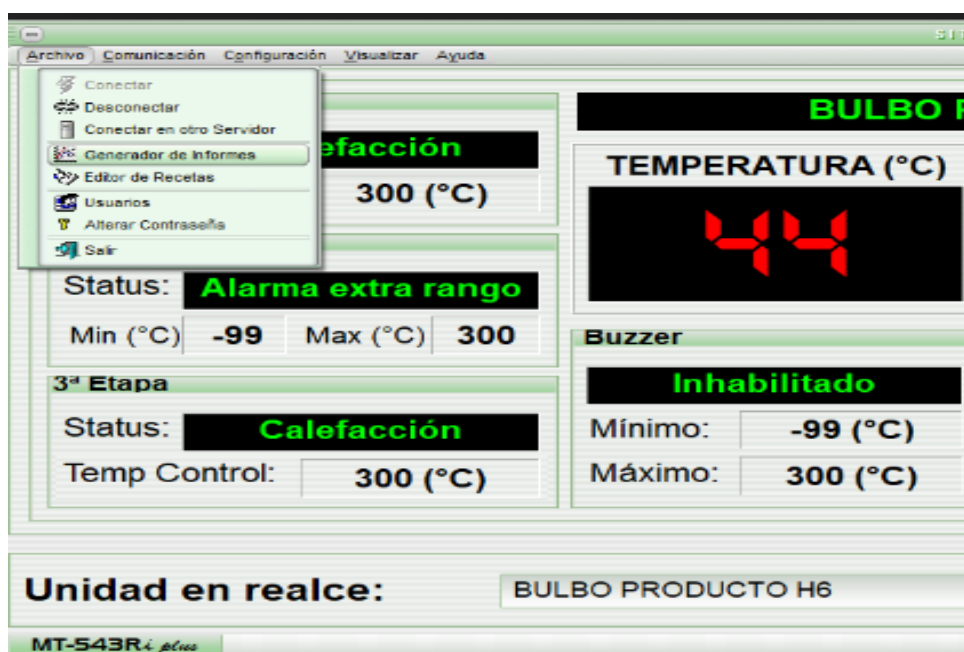 Archivo Comunicación Configuración Visualizar Ayuda
Conectar
Desconectar
Conectar en otro Servidor
Generador de Informes
Editor de Recetas
Usuarios
Alterar Contraseña
Salir
efacción
300 (°C)
Status: Alarma extra rango
Min (°C) -99 Max (°C) 300
3ª Etapa
Status: Calefacción
Temp Control: 300 (°C)
BULBO
TEMPERATURA (°C)
44
Buzzer
Inhabilitado
Mínimo: -99 (°C)
Máximo: 300 (°C)
Unidad en realce: BULBO PRODUCTO H6
MT-543Ri plus